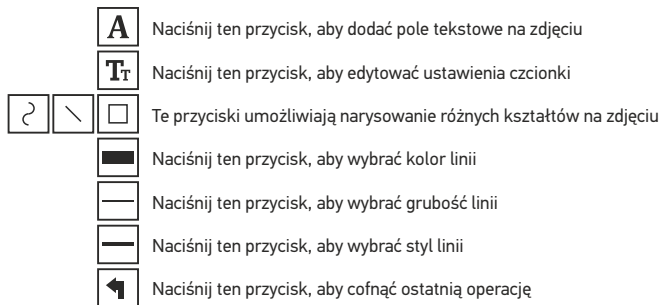 A Naciśnij ten przycisk, aby dodać pole tekstowe na zdjęciu
TT Naciśnij ten przycisk, aby edytować ustawienia czcionki
Te przyciski umożliwiają narysowanie różnych kształtów na zdjęciu
Naciśnij ten przycisk, aby wybrać kolor linii
Naciśnij ten przycisk, aby wybrać grubość linii
Naciśnij ten przycisk, aby wybrać styl linii
Naciśnij ten przycisk, aby cofnąć ostatnią operację